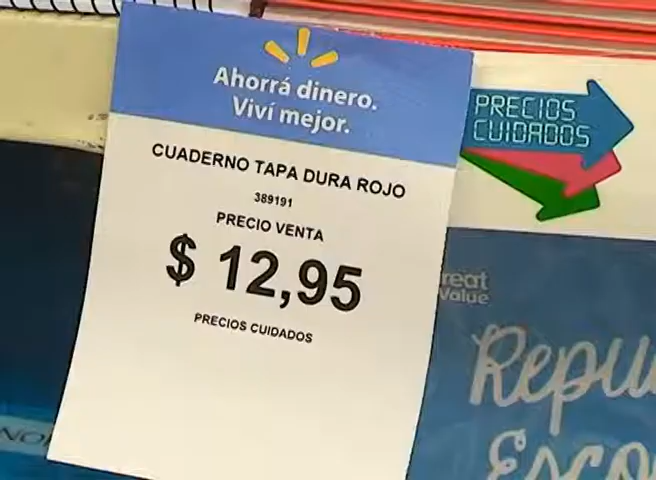 Ahorrá dinero.
Viví mejor.
CUADERNO TAPA DURA ROJO
389191
PRECIO VENTA
$ 12,95
PRECIOS CUIDADOS
PRECIOS
CUIDADOS
Value